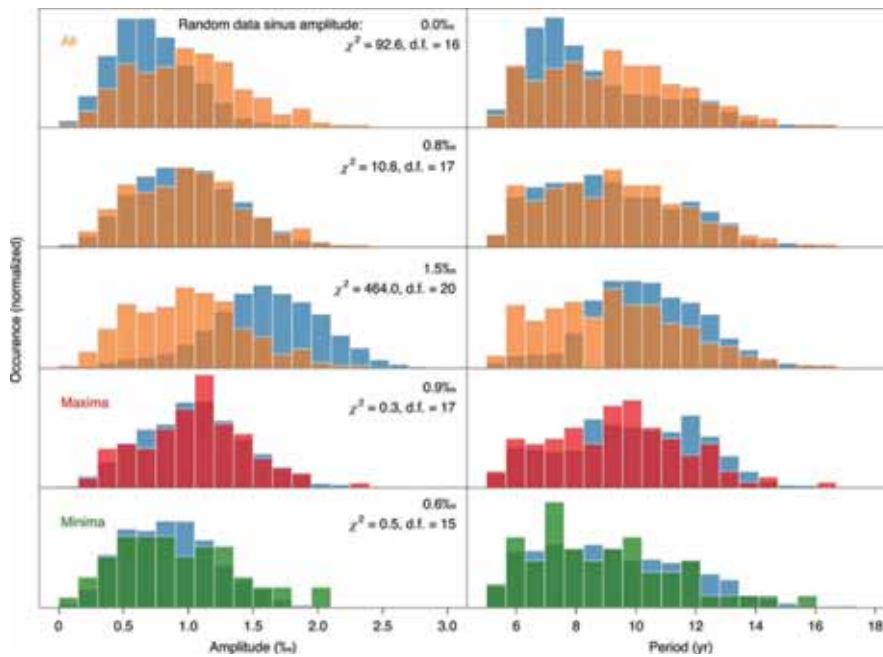 Random data sinus amplitude: 0.0‰
All
χ² = 92.6, d.f. = 16
0.8‰
χ² = 10.8, d.f. = 17
1.5‰
χ² = 464.0, d.f. = 20
Occurence (normalized)
0.9‰
Maxima
χ² = 0.3, d.f. = 17
0.6‰
Minima
χ² = 0.5, d.f. = 15
0 0.5 1.0 1.5 2.0 2.5 3.0 6 8 10 12 14 16 18
Amplitude (‰) Period (yr)